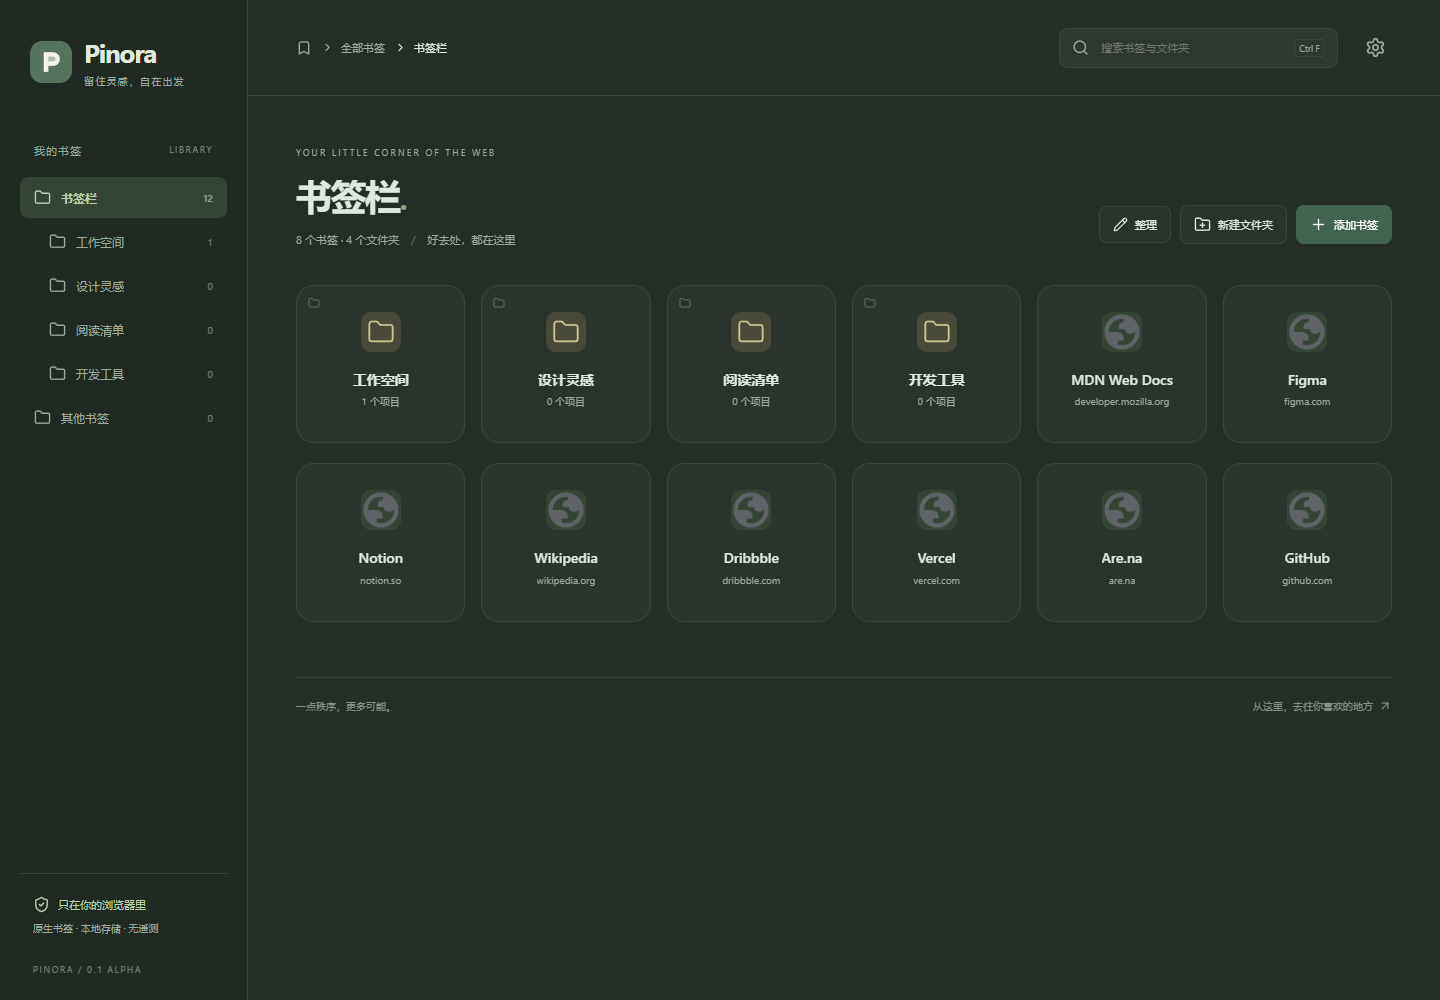 P
Pinora
留住灵感，自在出发
我的书签
LIBRARY
书签栏
12
工作空间
1
设计灵感
0
阅读清单
0
开发工具
0
其他书签
0
只在你的浏览器里
原生书签 · 本地存储 · 无遥测
PINORA / 0.1 ALPHA
全部书签
书签栏
搜索书签与文件夹
Ctrl F
YOUR LITTLE CORNER OF THE WEB
书签栏.
8 个书签 · 4 个文件夹 / 好去处，都在这里
整理
新建文件夹
添加书签
工作空间
1 个项目
设计灵感
0 个项目
阅读清单
0 个项目
开发工具
0 个项目
MDN Web Docs
developer.mozilla.org
Figma
figma.com
Notion
notion.so
Wikipedia
wikipedia.org
Dribbble
dribbble.com
Vercel
vercel.com
Are.na
are.na
GitHub
github.com
一点秩序，更多可能。
从这里，去往你喜欢的地方